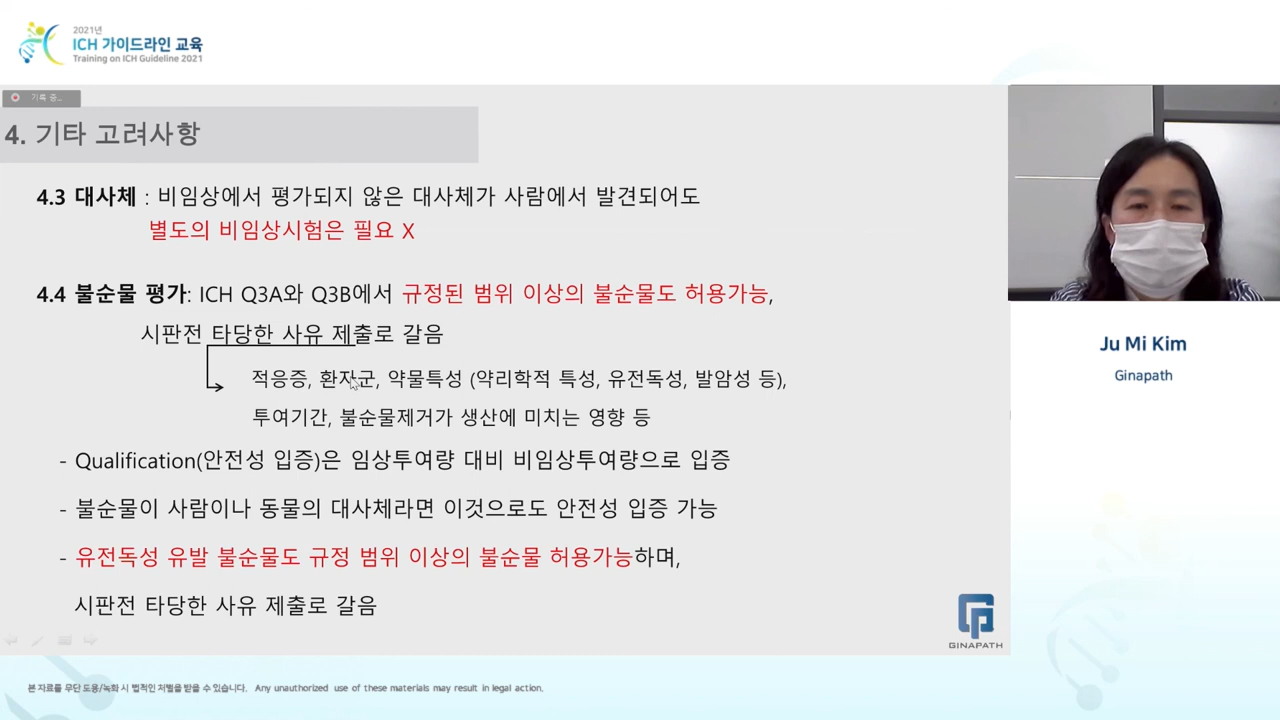 2021년
ICH 가이드라인 교육
Training on ICH Guideline 2021
기록 중...
4. 기타 고려사항
4.3 대사체 : 비임상에서 평가되지 않은 대사체가 사람에서 발견되어도
별도의 비임상시험은 필요 X
4.4 불순물 평가: ICH Q3A와 Q3B에서 규정된 범위 이상의 불순물도 허용가능,
시판전 타당한 사유 제출로 갈음
적응증, 환자군, 약물특성 (약리학적 특성, 유전독성, 발암성 등),
투여기간, 불순물제거가 생산에 미치는 영향 등
- Qualification(안전성 입증)은 임상투여량 대비 비임상투여량으로 입증
- 불순물이 사람이나 동물의 대사체라면 이것으로도 안전성 입증 가능
- 유전독성 유발 불순물도 규정 범위 이상의 불순물 허용가능하며,
시판전 타당한 사유 제출로 갈음
GINAPATH
Ju Mi Kim
Ginapath
본 자료를 무단 도용/녹화 시 법적인 처벌을 받을 수 있습니다. Any unauthorized use of these materials may result in legal action.